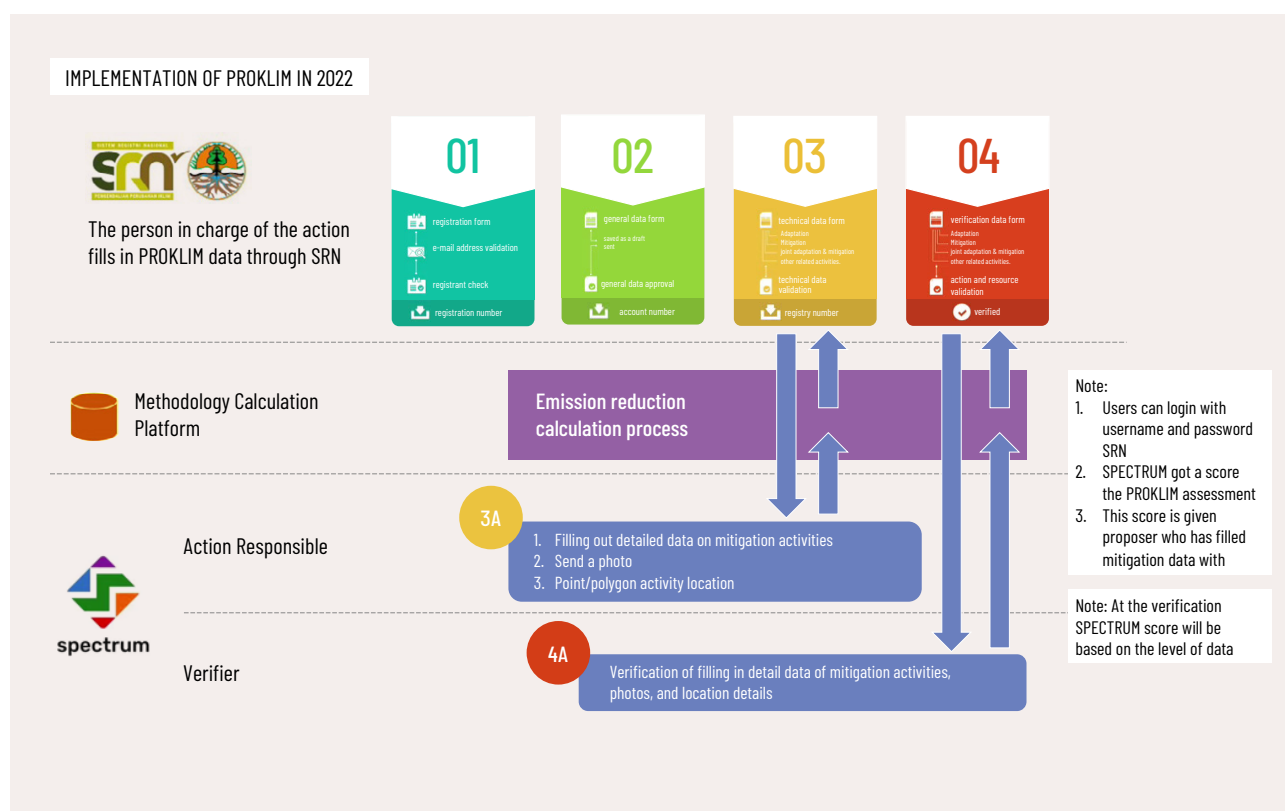 IMPLEMENTATION OF PROKLIM IN 2022
SISTEM REGISTRI NASIONAL
SRN
PENGENDALIAN PERUBAHAN IKLIM
The person in charge of the action
fills in PROKLIM data through SRN
01
registration form
e-mail address validation
registrant check
registration number
02
general data form
saved as a draft
sent
general data approval
account number
03
technical data form
Adaptation
Mitigation
joint adaptation & mitigation
other related activities.
technical data
validation
registry number
04
verification data form
Adaptation
Mitigation
joint adaptation & mitigation
other related activities.
action and resource
validation
verified
Methodology Calculation
Platform
Emission reduction
calculation process
Note:
1. Users can login with
username and password
SRN
2. SPECTRUM got a score
the PROKLIM assessment
3. This score is given
proposer who has filled
mitigation data with
spectrum
Action Responsible
3A
1. Filling out detailed data on mitigation activities
2. Send a photo
3. Point/polygon activity location
Note: At the verification
SPECTRUM score will be
based on the level of data
Verifier
4A
Verification of filling in detail data of mitigation activities,
photos, and location details